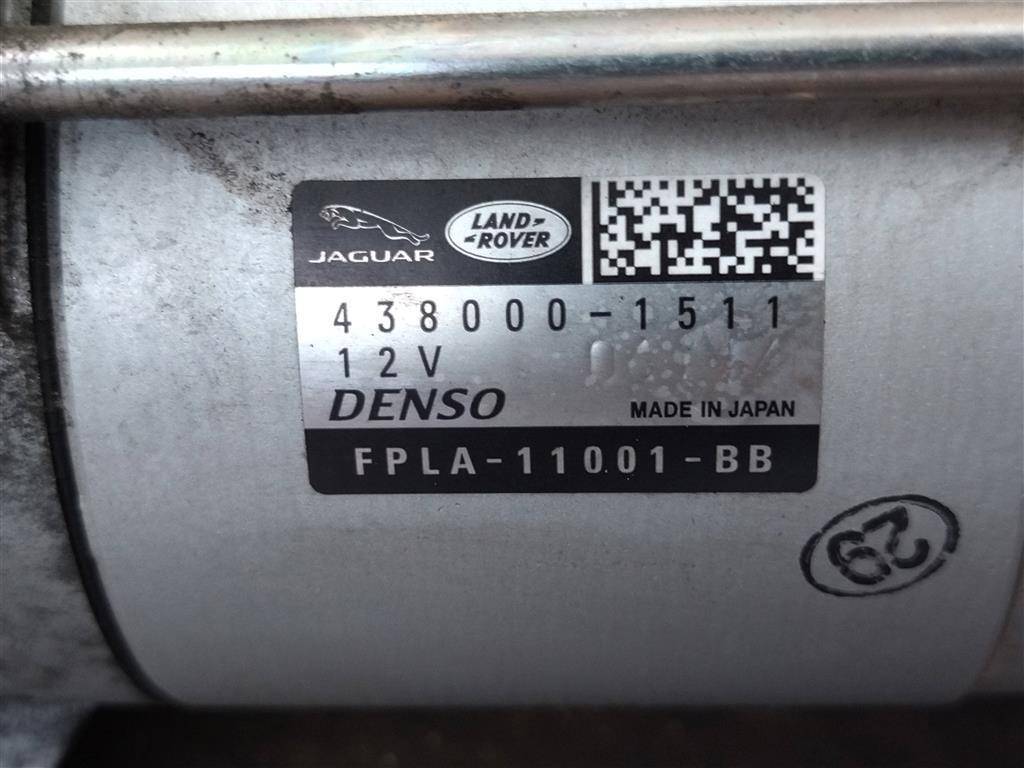 JAGUAR
LAND-
-ROVER
438000-1511
12V
DENSO
MADE IN JAPAN
FPLA-11001-BB
29